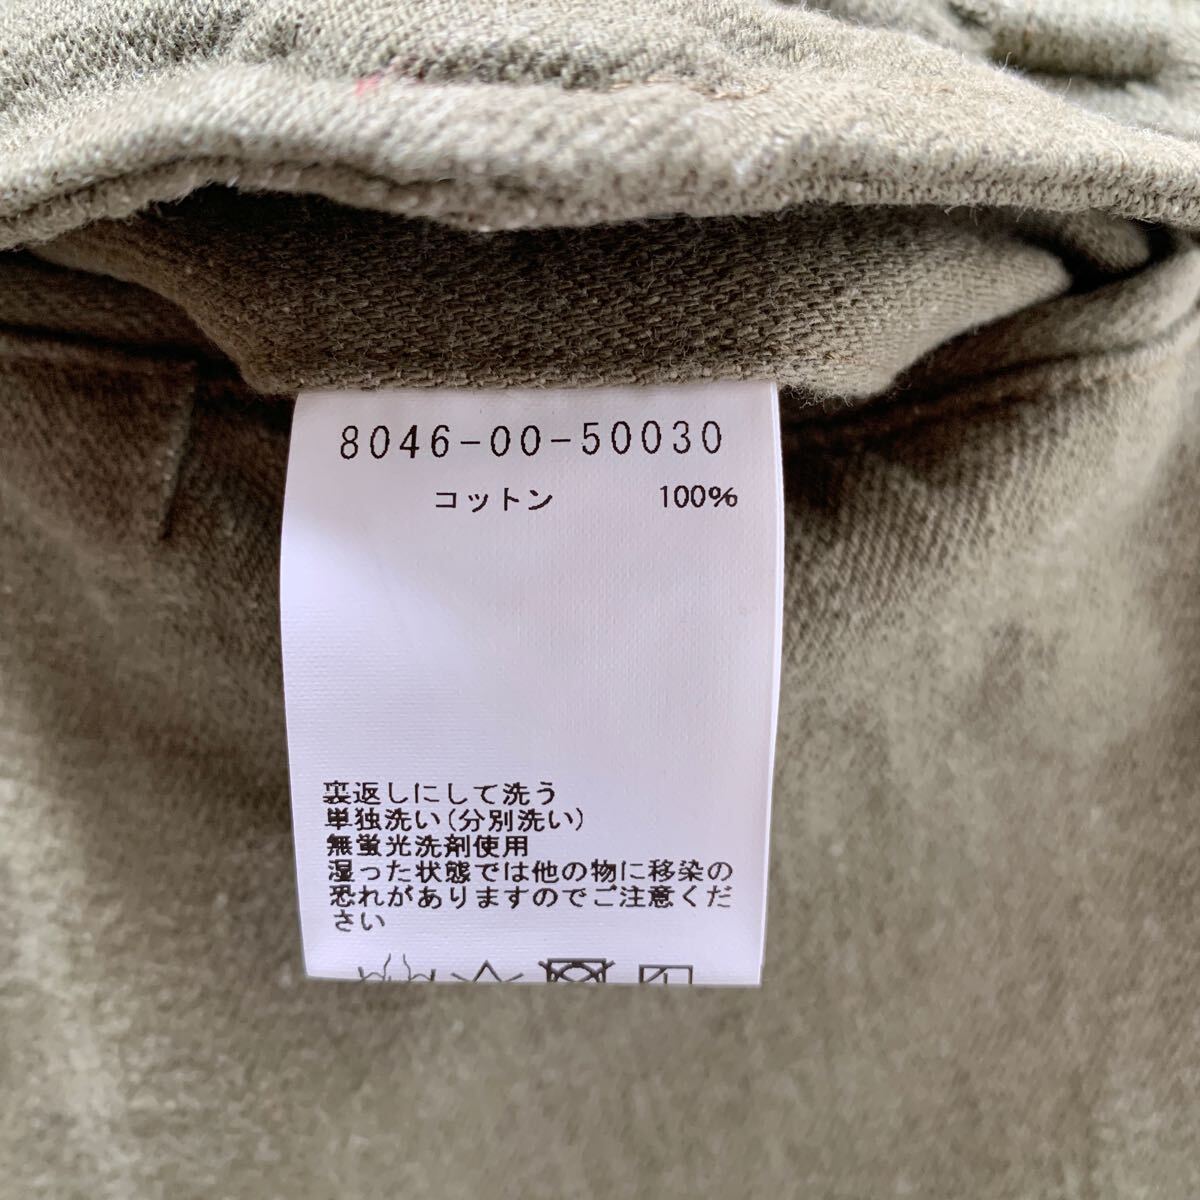 8046-00-50030
コットン 100%
裏返しにして洗う
単独洗い(分別洗い)
無蛍光洗剤使用
湿った状態では他の物に移染の
恐れがありますのでご注意くだ
さい